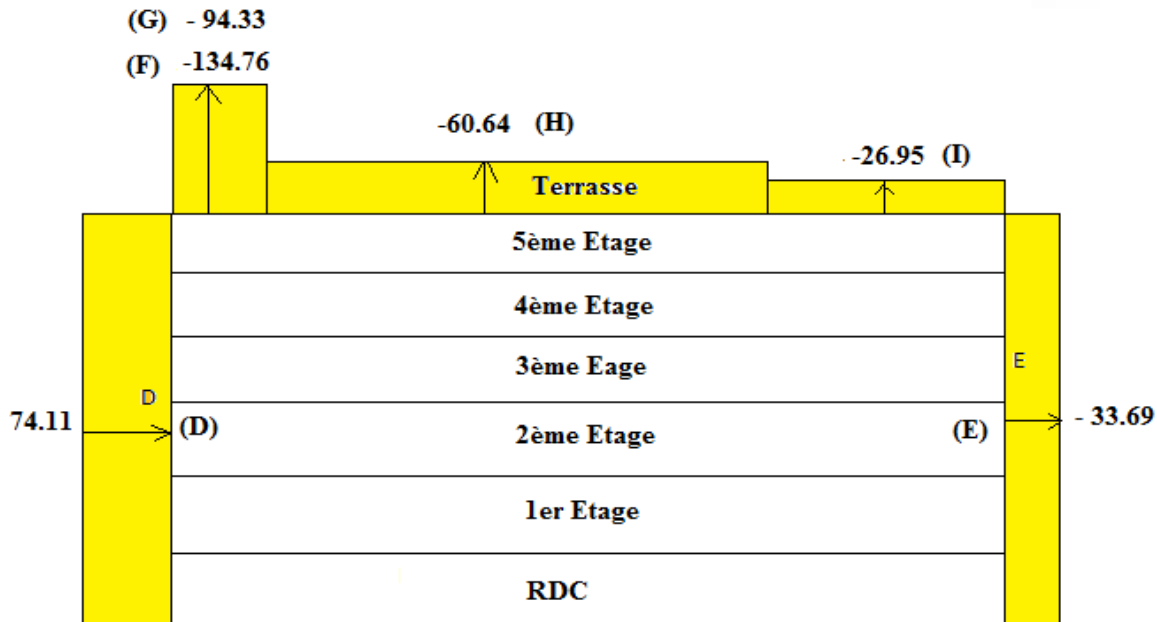 (G) - 94.33
(F) -134.76
-60.64 (H)
-26.95 (I)
Terrasse
5ème Etage
4ème Etage
3ème Eage
E
D
74.11 (D)
2ème Etage
(E) - 33.69
1er Etage
RDC